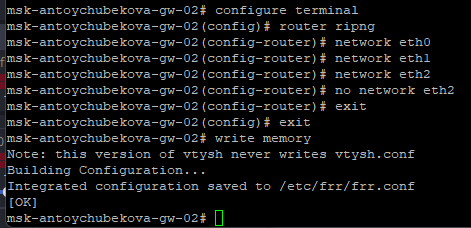 msk-antoychubekova-gw-02# configure terminal
msk-antoychubekova-gw-02(config)# router ripng
msk-antoychubekova-gw-02(config-router)# network eth0
msk-antoychubekova-gw-02(config-router)# network eth1
msk-antoychubekova-gw-02(config-router)# network eth2
msk-antoychubekova-gw-02(config-router)# no network eth2
msk-antoychubekova-gw-02(config-router)# exit
msk-antoychubekova-gw-02(config)# exit
msk-antoychubekova-gw-02# write memory
Note: this version of vtysh never writes vtysh.conf
Building Configuration...
Integrated configuration saved to /etc/frr/frr.conf
[OK]
msk-antoychubekova-gw-02#